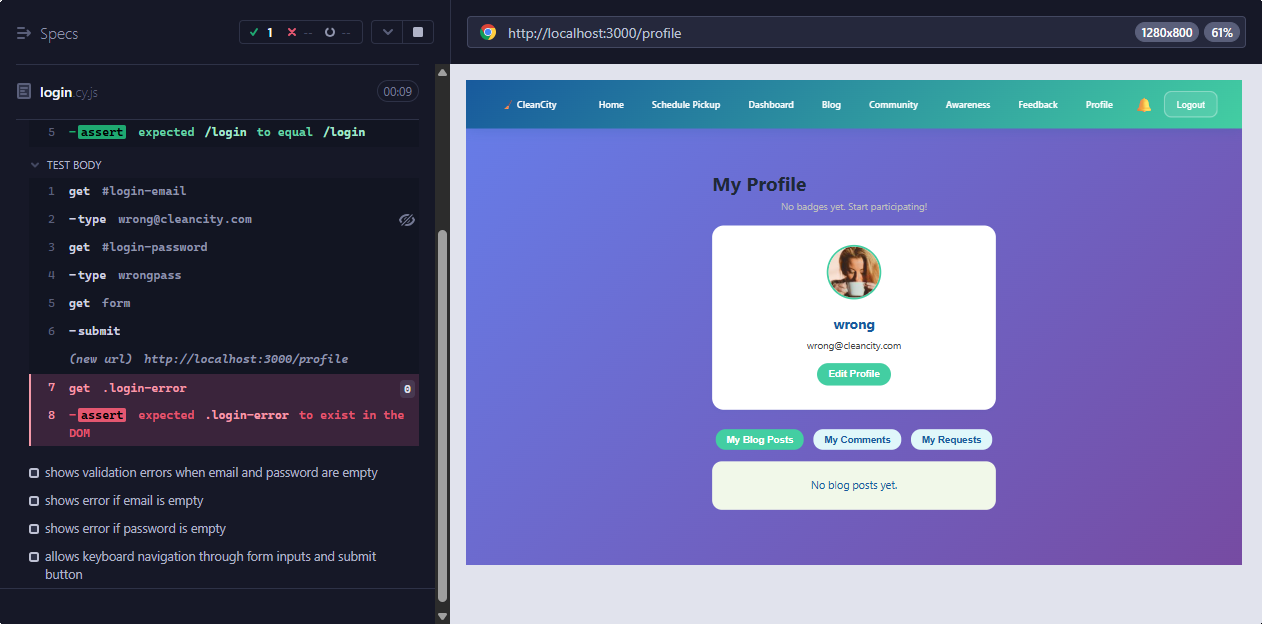 Specs
1 -- --
login.cy.js 00:09
5 -assert expected /login to equal /login
TEST BODY
1 get #login-email
2 -type wrong@cleancity.com
3 get #login-password
4 -type wrongpass
5 get form
6 -submit
(new url) http://localhost:3000/profile
7 get .login-error 0
8 -assert expected .login-error to exist in the
DOM
shows validation errors when email and password are empty
shows error if email is empty
shows error if password is empty
allows keyboard navigation through form inputs and submit
button
http://localhost:3000/profile 1280x800 61%
CleanCity Home Schedule Pickup Dashboard Blog Community Awareness Feedback Profile Logout
My Profile
No badges yet. Start participating!
wrong
wrong@cleancity.com
Edit Profile
My Blog Posts My Comments My Requests
No blog posts yet.